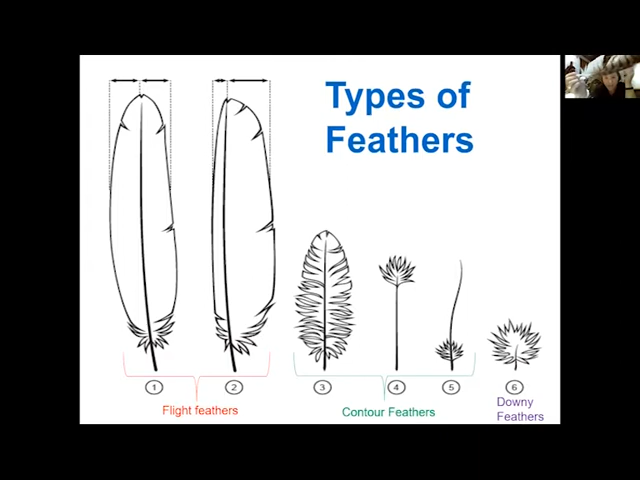 Types of
Feathers
1
2
3
4
5
6
Flight feathers
Contour Feathers
Downy
Feathers